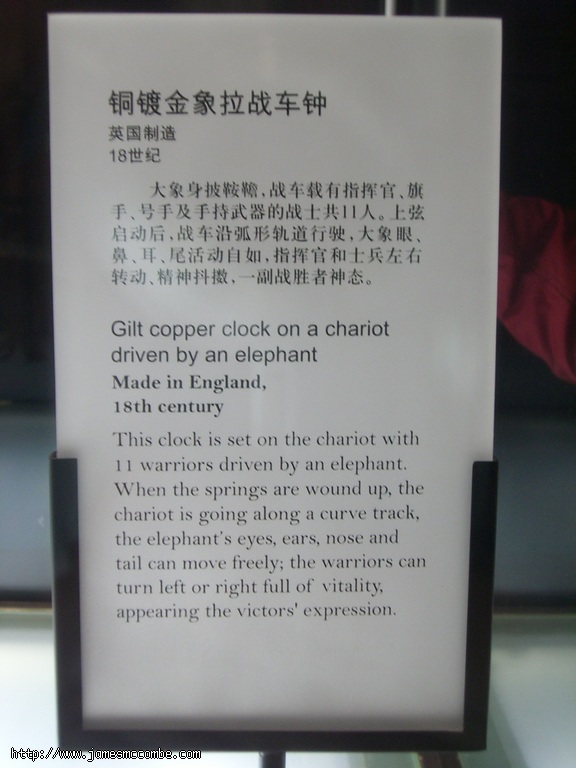 铜镀金象拉战车钟
英国制造
18世纪
大象身披鞍韂，战车载有指挥官、旗
手、号手及手持武器的战士共11人。上弦
启动后，战车沿弧形轨道行驶，大象眼、
鼻、耳、尾活动自如，指挥官和士兵左右
转动、精神抖擞，一副战胜者神态。
Gilt copper clock on a chariot
driven by an elephant
Made in England,
18th century
This clock is set on the chariot with
11 warriors driven by an elephant.
When the springs are wound up, the
chariot is going along a curve track,
the elephant's eyes, ears, nose and
tail can move freely; the warriors can
turn left or right full of vitality,
appearing the victors' expression.
http://www.jamesmccombe.com